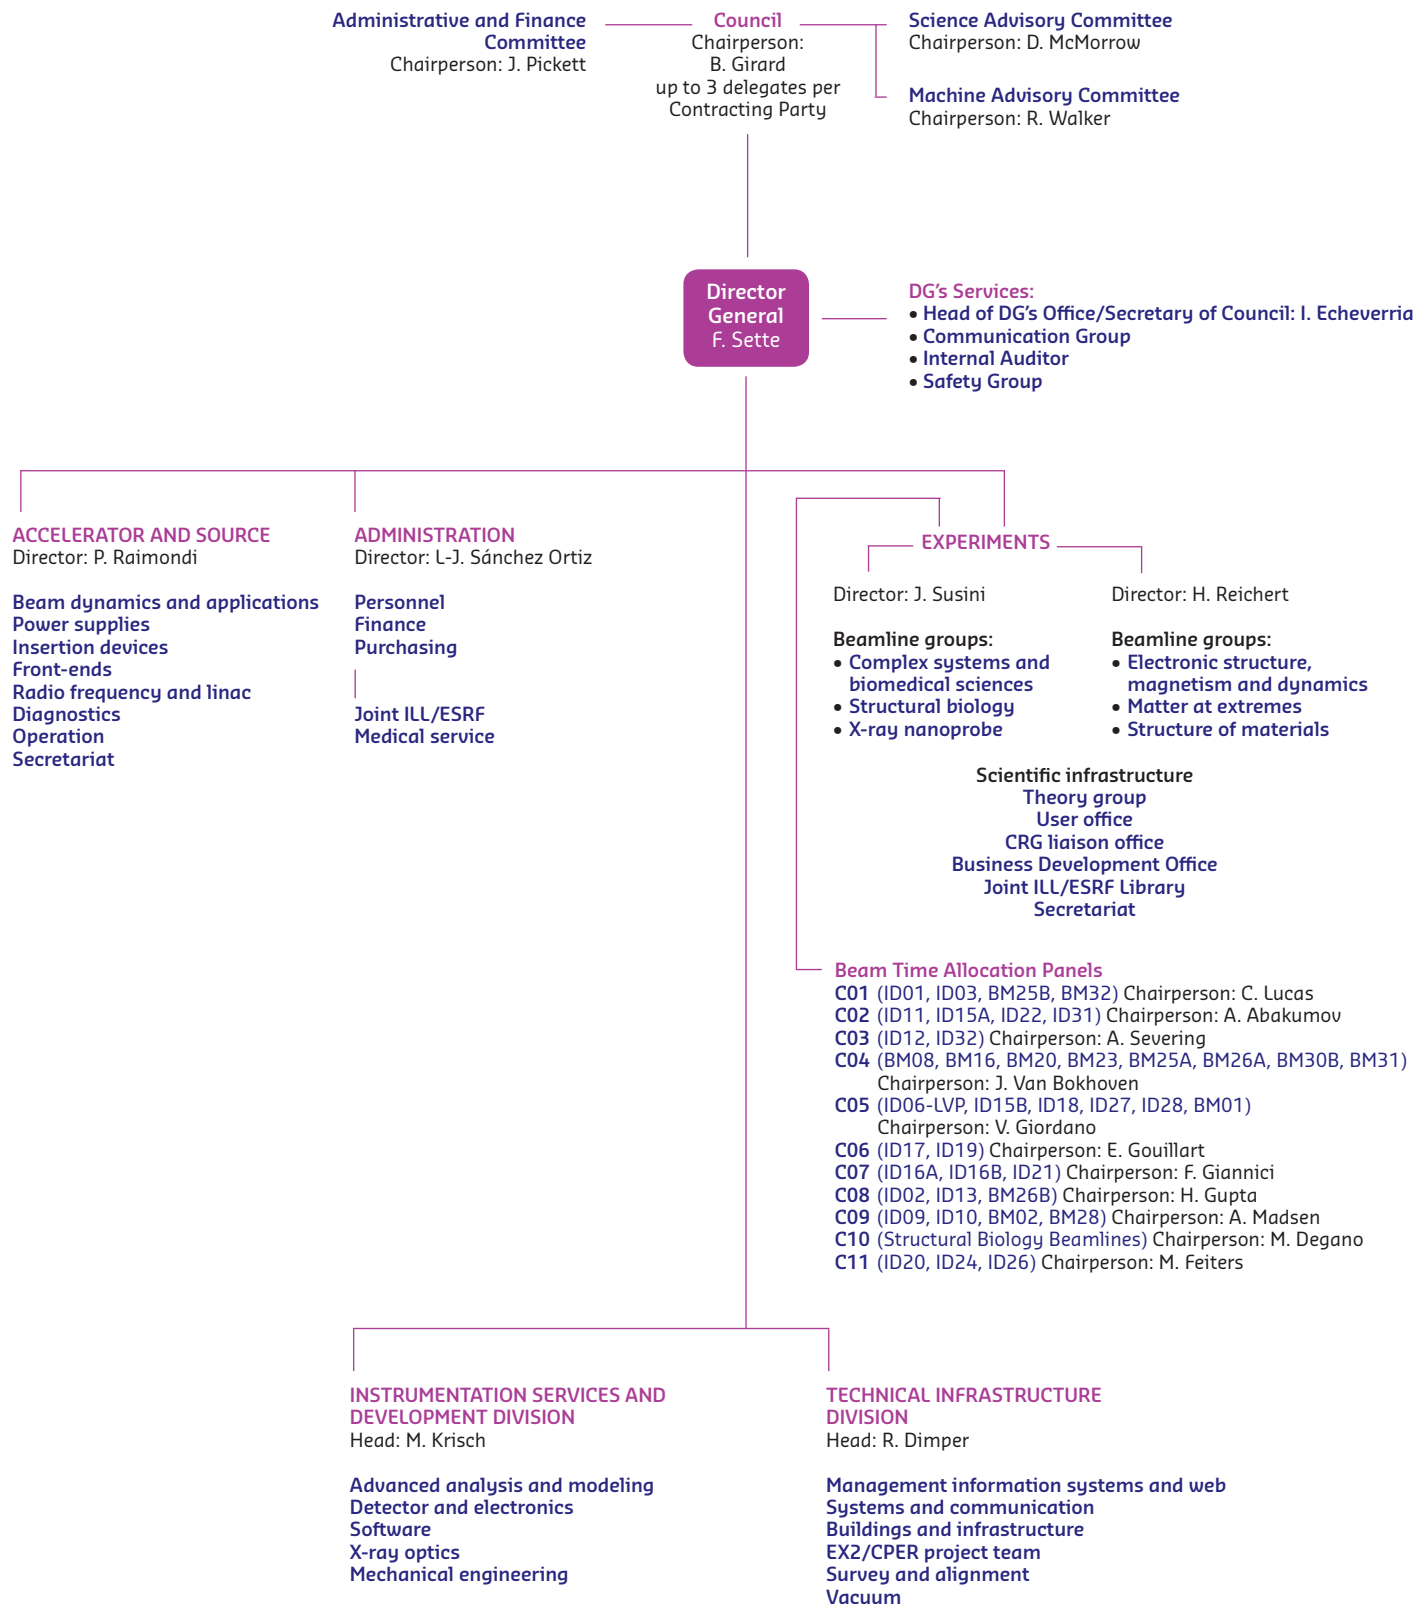 Administrative and Finance
Committee
Chairperson: J. Pickett
Council
Chairperson:
B. Girard
up to 3 delegates per
Contracting Party
Science Advisory Committee
Chairperson: D. McMorrow
Machine Advisory Committee
Chairperson: R. Walker
Director
General
F. Sette
DG's Services:
• Head of DG's Office/Secretary of Council: I. Echeverria
• Communication Group
• Internal Auditor
• Safety Group
ACCELERATOR AND SOURCE
Director: P. Raimondi
Beam dynamics and applications
Power supplies
Insertion devices
Front-ends
Radio frequency and linac
Diagnostics
Operation
Secretariat
ADMINISTRATION
Director: L-J. Sánchez Ortiz
Personnel
Finance
Purchasing
Joint ILL/ESRF
Medical service
EXPERIMENTS
Director: J. Susini
Beamline groups:
• Complex systems and
biomedical sciences
• Structural biology
• X-ray nanoprobe
Director: H. Reichert
Beamline groups:
• Electronic structure,
magnetism and dynamics
• Matter at extremes
• Structure of materials
Scientific infrastructure
Theory group
User office
CRG liaison office
Business Development Office
Joint ILL/ESRF Library
Secretariat
Beam Time Allocation Panels
C01 (ID01, ID03, BM25B, BM32) Chairperson: C. Lucas
C02 (ID11, ID15A, ID22, ID31) Chairperson: A. Abakumov
C03 (ID12, ID32) Chairperson: A. Severing
C04 (BM08, BM16, BM20, BM23, BM25A, BM26A, BM30B, BM31)
Chairperson: J. Van Bokhoven
C05 (ID06-LVP, ID15B, ID18, ID27, ID28, BM01)
Chairperson: V. Giordano
C06 (ID17, ID19) Chairperson: E. Gouillart
C07 (ID16A, ID16B, ID21) Chairperson: F. Giannici
C08 (ID02, ID13, BM26B) Chairperson: H. Gupta
C09 (ID09, ID10, BM02, BM28) Chairperson: A. Madsen
C10 (Structural Biology Beamlines) Chairperson: M. Degano
C11 (ID20, ID24, ID26) Chairperson: M. Feiters
INSTRUMENTATION SERVICES AND
DEVELOPMENT DIVISION
Head: M. Krisch
Advanced analysis and modeling
Detector and electronics
Software
X-ray optics
Mechanical engineering
TECHNICAL INFRASTRUCTURE
DIVISION
Head: R. Dimper
Management information systems and web
Systems and communication
Buildings and infrastructure
EX2/CPER project team
Survey and alignment
Vacuum